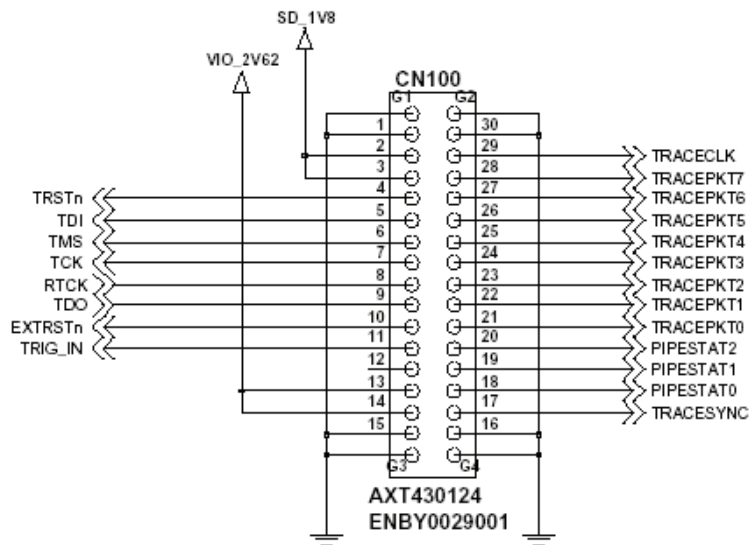 SD_1V8
VIO_2V62
CN100
G1 G2
1 30
2 29 TRACECLK
3 28 TRACEPKT7
TRSTn 4 27 TRACEPKT6
TDI 5 26 TRACEPKT5
TMS 6 25 TRACEPKT4
TCK 7 24 TRACEPKT3
RTCK 8 23 TRACEPKT2
TDO 9 22 TRACEPKT1
EXTRSTn 10 21 TRACEPKT0
TRIG_IN 11 20 PIPESTAT2
12 19 PIPESTAT1
13 18 PIPESTAT0
14 17 TRACESYNC
15 16
G3 G4
AXT430124
ENBY0029001